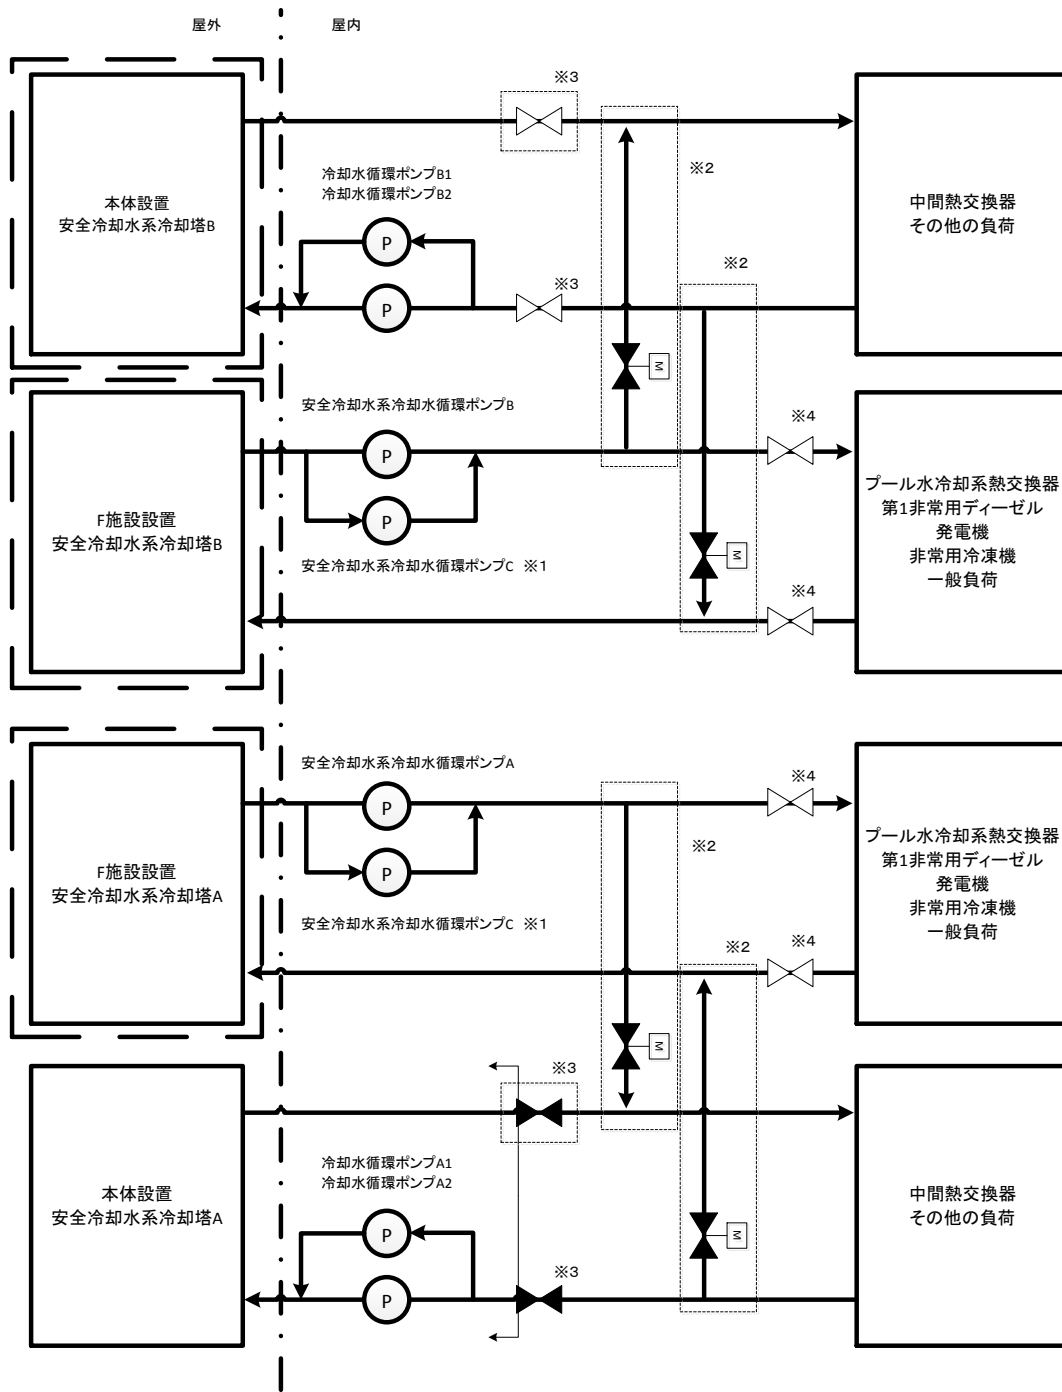 屋外
屋内
※3
本体設置
安全冷却水系冷却塔B
冷却水循環ポンプB1
冷却水循環ポンプB2
P
P
※3
※2
※2
M
中間熱交換器
その他の負荷
F施設設置
安全冷却水系冷却塔B
安全冷却水系冷却水循環ポンプB
P
P
安全冷却水系冷却水循環ポンプC ※1
※4
M
※4
プール水冷却系熱交換器
第1非常用ディーゼル
発電機
非常用冷凍機
一般負荷
F施設設置
安全冷却水系冷却塔A
安全冷却水系冷却水循環ポンプA
P
P
安全冷却水系冷却水循環ポンプC ※1
※4
※2
※2
※4
M
プール水冷却系熱交換器
第1非常用ディーゼル
発電機
非常用冷凍機
一般負荷
本体設置
安全冷却水系冷却塔A
※3
冷却水循環ポンプA1
冷却水循環ポンプA2
P
P
※3
M
中間熱交換器
その他の負荷